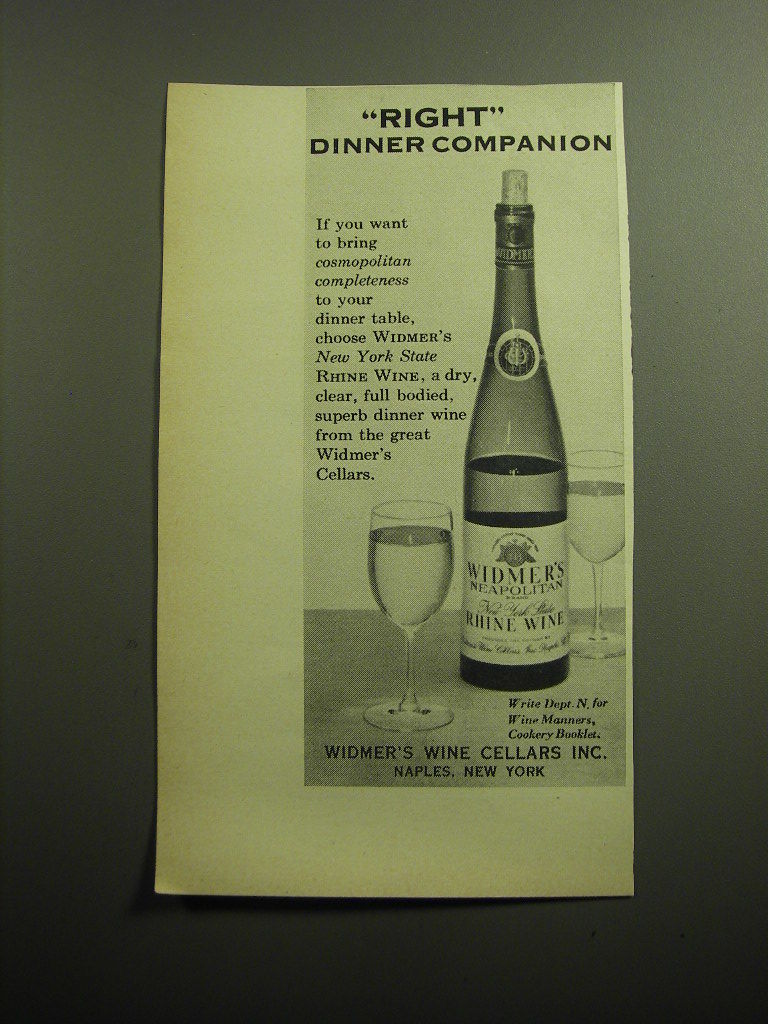 “RIGHT”
DINNER COMPANION
If you want
to bring
cosmopolitan
completeness
to your
dinner table,
choose WIDMER'S
New York State
RHINE WINE, a dry,
clear, full bodied,
superb dinner wine
from the great
Widmer's
Cellars.
WIDMER'S
WIDMER'S
NEAPOLITAN
BRAND
New York State
RHINE WINE
Write Dept. N. for
Wine Manners,
Cookery Booklet.
WIDMER'S WINE CELLARS INC.
NAPLES, NEW YORK